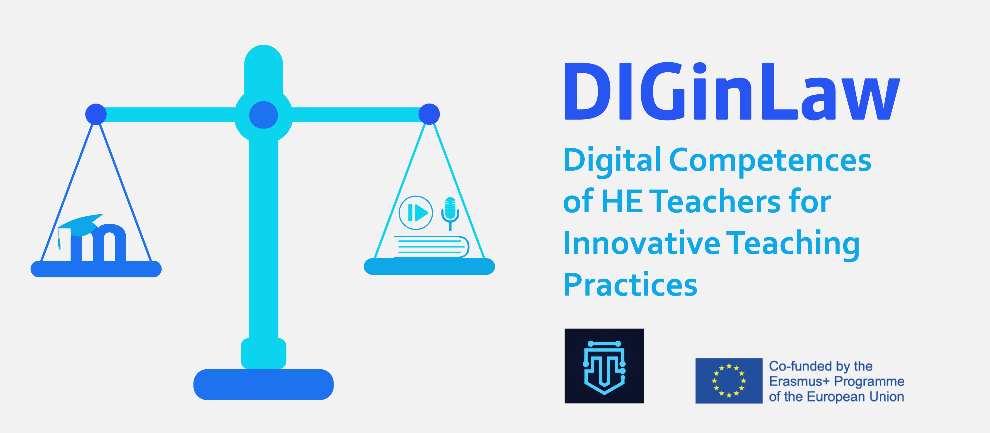 DIGinLaw
Digital Competences
of HE Teachers for
Innovative Teaching
Practices
m
Co-funded by the
Erasmus+ Programme
of the European Union